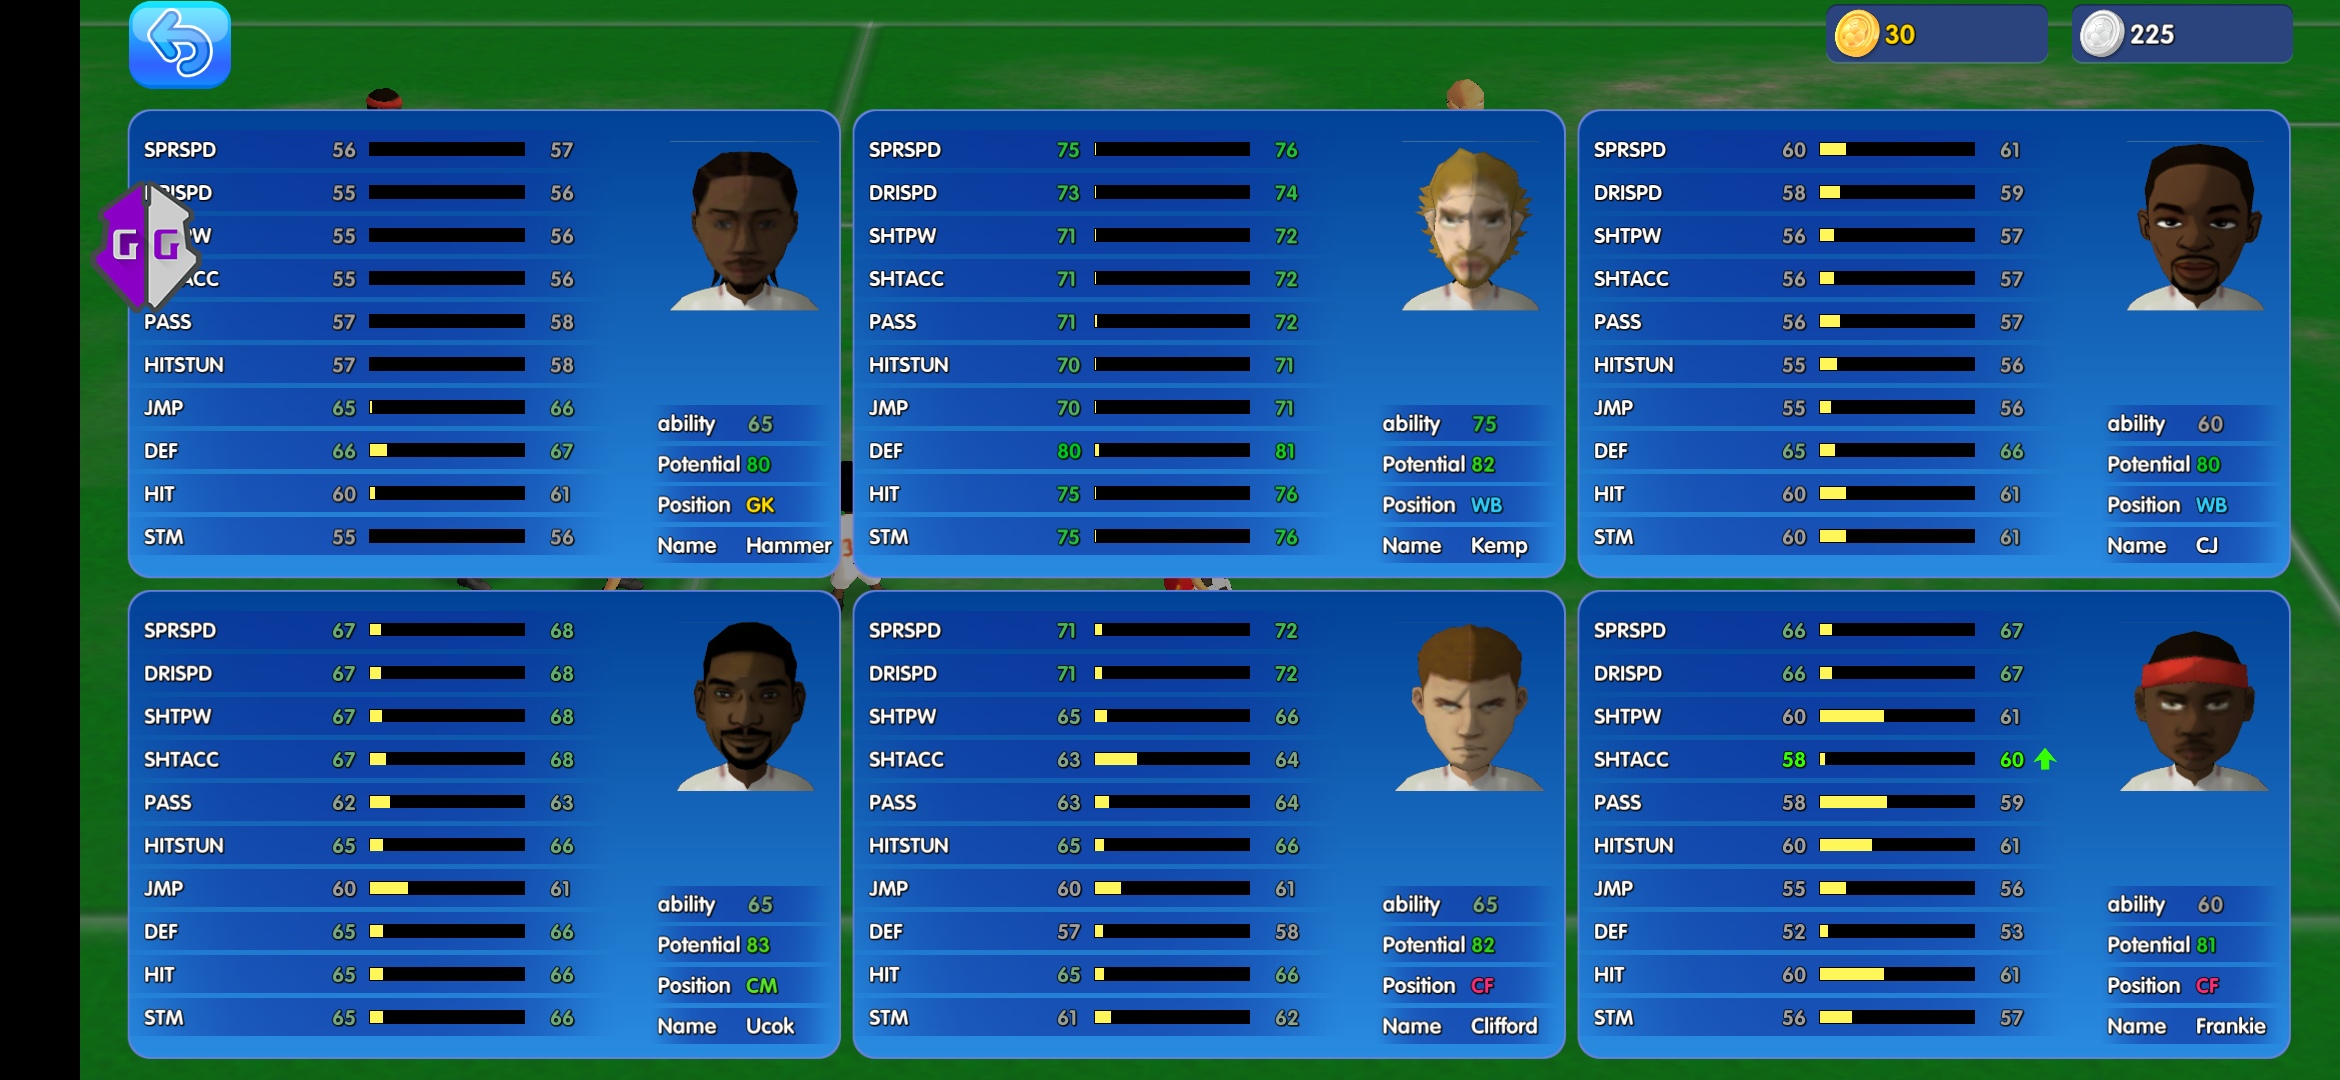 30
225
SPRSPD 56 57
ISPD 55 56
PW 55 56
ACC 55 56
PASS 57 58
HITSTUN 57 58
JMP 65 66
DEF 66 67
HIT 60 61
STM 55 56
ability 65
Potential 80
Position GK
Name Hammer
GG
SPRSPD 75 76
DRISPD 73 74
SHTPW 71 72
SHTACC 71 72
PASS 71 72
HITSTUN 70 71
JMP 70 71
DEF 80 81
HIT 75 76
STM 75 76
ability 75
Potential 82
Position WB
Name Kemp
SPRSPD 60 61
DRISPD 58 59
SHTPW 56 57
SHTACC 56 57
PASS 56 57
HITSTUN 55 56
JMP 55 56
DEF 65 66
HIT 60 61
STM 60 61
ability 60
Potential 80
Position WB
Name CJ
3
SPRSPD 67 68
DRISPD 67 68
SHTPW 67 68
SHTACC 67 68
PASS 62 63
HITSTUN 65 66
JMP 60 61
DEF 65 66
HIT 65 66
STM 65 66
ability 65
Potential 83
Position CM
Name Ucok
SPRSPD 71 72
DRISPD 71 72
SHTPW 65 66
SHTACC 63 64
PASS 63 64
HITSTUN 65 66
JMP 60 61
DEF 57 58
HIT 65 66
STM 61 62
ability 65
Potential 82
Position CF
Name Clifford
SPRSPD 66 67
DRISPD 66 67
SHTPW 60 61
SHTACC 58 60
PASS 58 59
HITSTUN 60 61
JMP 55 56
DEF 52 53
HIT 60 61
STM 56 57
ability 60
Potential 81
Position CF
Name Frankie